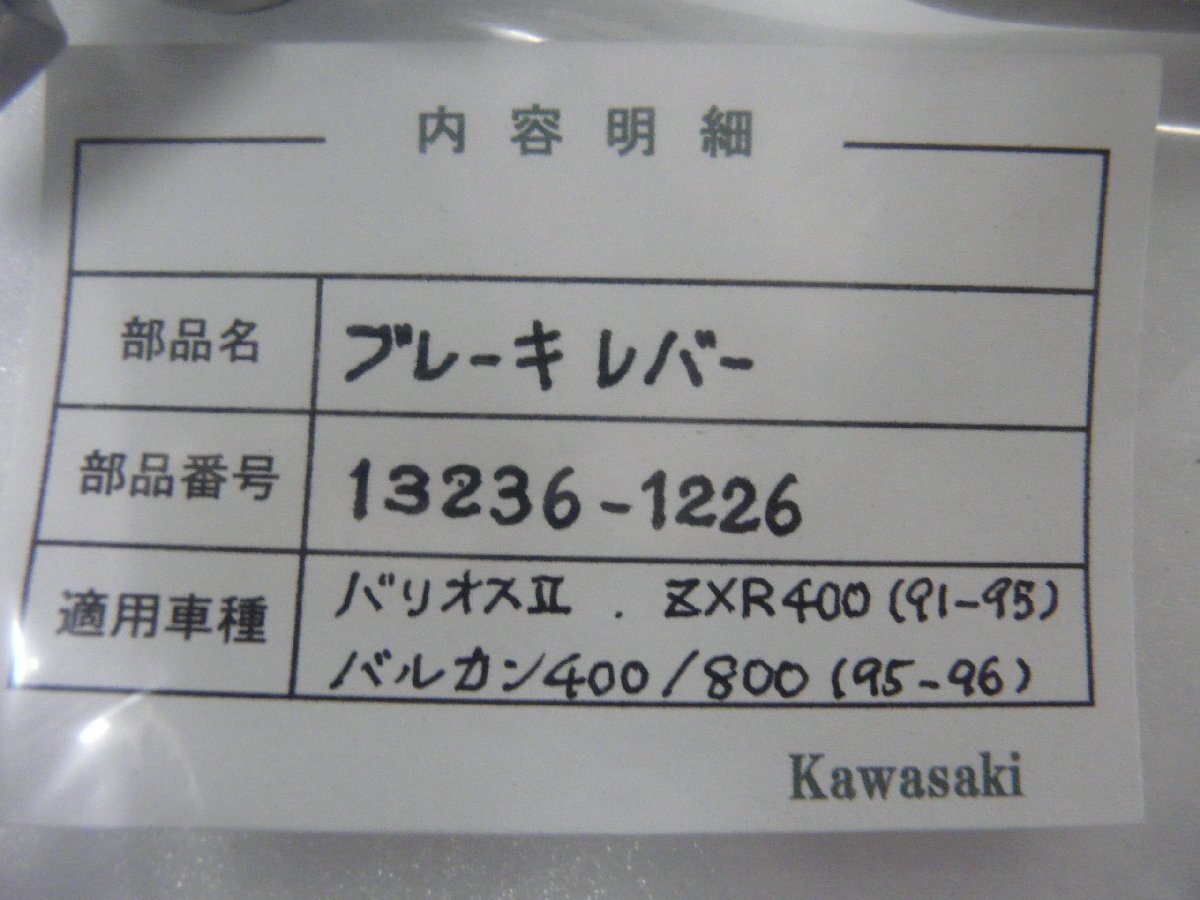 内容明細
部品名 ブレーキレバー
部品番号 13236-1226
適用車種 バリオスII . ZXR400 (91-95)
バルカン400/800 (95-96)
Kawasaki